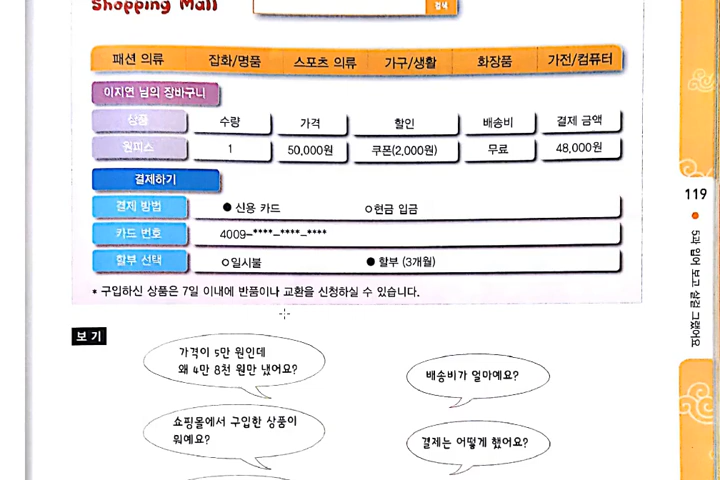 Shopping Mall
검색
패션 의류 잡화/명품 스포츠 의류 가구/생활 화장품 가전/컴퓨터
이지연 님의 장바구니
상품 수량 가격 할인 배송비 결제 금액
원피스 1 50,000원 쿠폰(2,000원) 무료 48,000원
결제하기
결제 방법 ●신용 카드 ○현금 입금
카드 번호 4009-****-****-****
할부 선택 ○일시불 ●할부 (3개월)
* 구입하신 상품은 7일 이내에 반품이나 교환을 신청하실 수 있습니다.
보기
가격이 5만 원인데
왜 4만 8천 원만 냈어요?
배송비가 얼마예요?
쇼핑몰에서 구입한 상품이
뭐예요?
결제는 어떻게 했어요?
119
5과 입어 보고 살걸 그랬어요